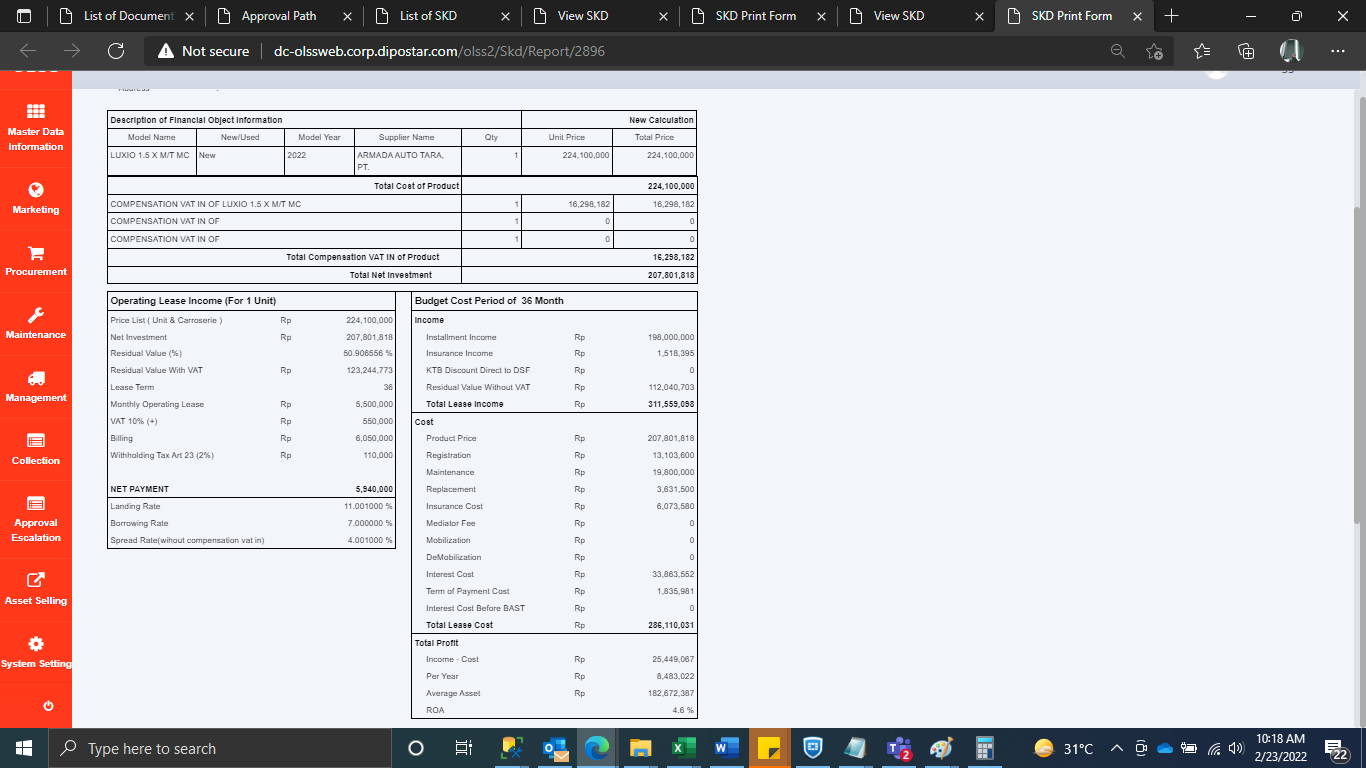 List of Document
Approval Path
List of SKD
View SKD
SKD Print Form
View SKD
SKD Print Form
Not secure | dc-olssweb.corp.dipostar.com/olss2/Skd/Report/2896
Master Data
Information
Marketing
Procurement
Maintenance
Management
Collection
Approval
Escalation
Asset Selling
System Setting
Description of Financial Object Information New Calculation
Model Name New/Used Model Year Supplier Name Qty Unit Price Total Price
LUXIO 1.5 X M/T MC New 2022 ARMADA AUTO TARA, 1 224,100,000 224,100,000
PT.
Total Cost of Product 224,100,000
COMPENSATION VAT IN OF LUXIO 1.5 X M/T MC 1 16,298,182 16,298,182
COMPENSATION VAT IN OF 1 0 0
COMPENSATION VAT IN OF 1 0 0
Total Compensation VAT IN of Product 16,298,182
Total Net Investment 207,801,818
Operating Lease Income (For 1 Unit)
Price List ( Unit & Carroserie ) Rp 224,100,000
Net Investment Rp 207,801,818
Residual Value (%) 50.906556 %
Residual Value With VAT Rp 123,244,773
Lease Term 36
Monthly Operating Lease Rp 5,500,000
VAT 10% (+) Rp 550,000
Billing Rp 6,050,000
Withholding Tax Art 23 (2%) Rp 110,000
NET PAYMENT 5,940,000
Landing Rate 11.001000 %
Borrowing Rate 7.000000 %
Spread Rate(wihout compensation vat in) 4.001000 %
Budget Cost Period of 36 Month
Income
Installment Income Rp 198,000,000
Insurance Income Rp 1,518,395
KTB Discount Direct to DSF Rp 0
Residual Value Without VAT Rp 112,040,703
Total Lease Income Rp 311,559,098
Cost
Product Price Rp 207,801,818
Registration Rp 13,103,600
Maintenance Rp 19,800,000
Replacement Rp 3,631,500
Insurance Cost Rp 6,073,580
Mediator Fee Rp 0
Mobilization Rp 0
DeMobilization Rp 0
Interest Cost Rp 33,863,552
Term of Payment Cost Rp 1,835,981
Interest Cost Before BAST Rp 0
Total Lease Cost Rp 286,110,031
Total Profit
Income - Cost Rp 25,449,067
Per Year Rp 8,483,022
Average Asset Rp 182,672,387
ROA 4.6 %
Type here to search
31°C
10:18 AM
2/23/2022
22
2